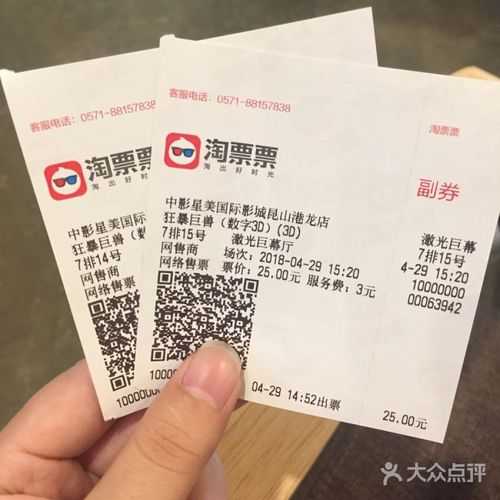 客服电话：0571-88157838
淘票票
淘出好时光
中影星美国际
狂暴巨兽（数
7排14号
网售商
网络售票
客服电话：0571-88157838
淘票票
淘出好时光
中影星美国际影城昆山港龙店
狂暴巨兽（数字3D）(3D)
7排15号 激光巨幕厅
网售商 场次：2018-04-29 15:20
网络售票 票价：25.00元 服务费：3元
04-29 14:52出票
淘票票
副券
激光巨幕
7排15号
4-29 15:20
10000000
00063942
25.00元
大众点评